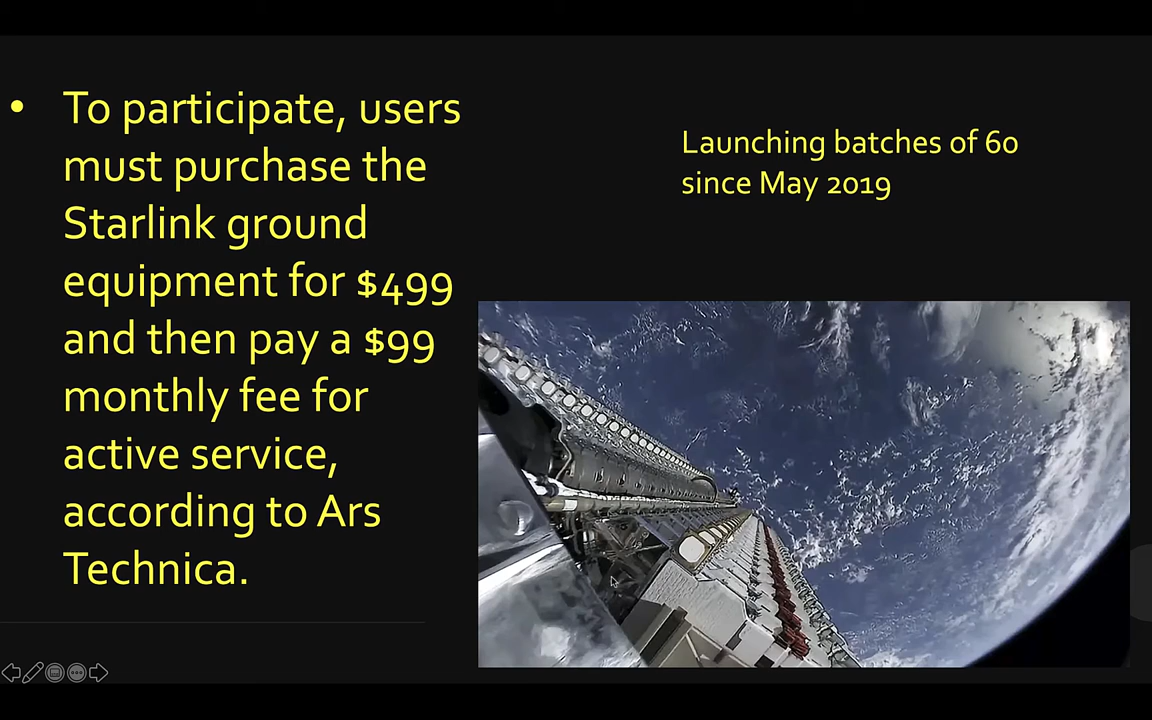 • To participate, users
must purchase the
Starlink ground
equipment for $499
and then pay a $99
monthly fee for
active service,
according to Ars
Technica.
Launching batches of 60
since May 2019